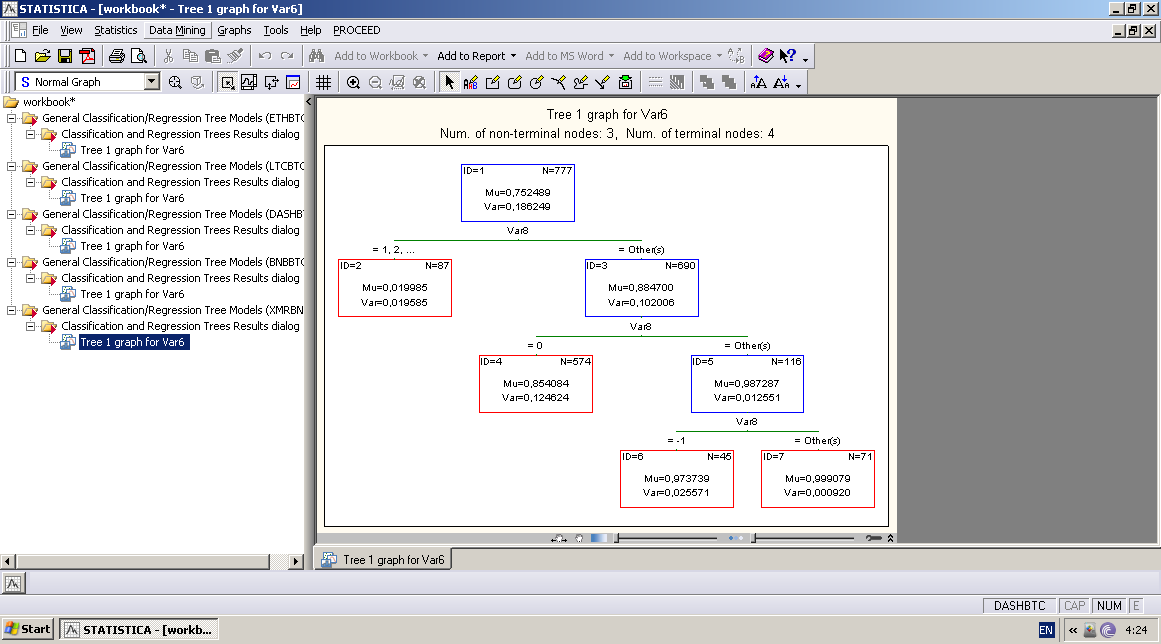 STATISTICA - [workbook* - Tree 1 graph for Var6]
File View Statistics Data Mining Graphs Tools Help PROCEED
Add to Workbook Add to Report Add to MS Word Add to Workspace
S Normal Graph
workbook*
General Classification/Regression Tree Models (ETHBTC
Classification and Regression Trees Results dialog
Tree 1 graph for Var6
General Classification/Regression Tree Models (LTCBTC
Classification and Regression Trees Results dialog
Tree 1 graph for Var6
General Classification/Regression Tree Models (DASHB
Classification and Regression Trees Results dialog
Tree 1 graph for Var6
General Classification/Regression Tree Models (BNBBTC
Classification and Regression Trees Results dialog
Tree 1 graph for Var6
General Classification/Regression Tree Models (XMRBN
Classification and Regression Trees Results dialog
Tree 1 graph for Var6
Tree 1 graph for Var6
Num. of non-terminal nodes: 3, Num. of terminal nodes: 4
ID=1 N=777
Mu=0,752489
Var=0,186249
Var8
= 1, 2, ... = Other(s)
ID=2 N=87
Mu=0,019985
Var=0,019585
ID=3 N=690
Mu=0,884700
Var=0,102006
Var8
= 0 = Other(s)
ID=4 N=574
Mu=0,854084
Var=0,124624
ID=5 N=116
Mu=0,987287
Var=0,012551
Var8
= -1 = Other(s)
ID=6 N=45
Mu=0,973739
Var=0,025571
ID=7 N=71
Mu=0,999079
Var=0,000920
Tree 1 graph for Var6
DASHBTC CAP NUM E
Start STATISTICA - [workb... EN « 4:24